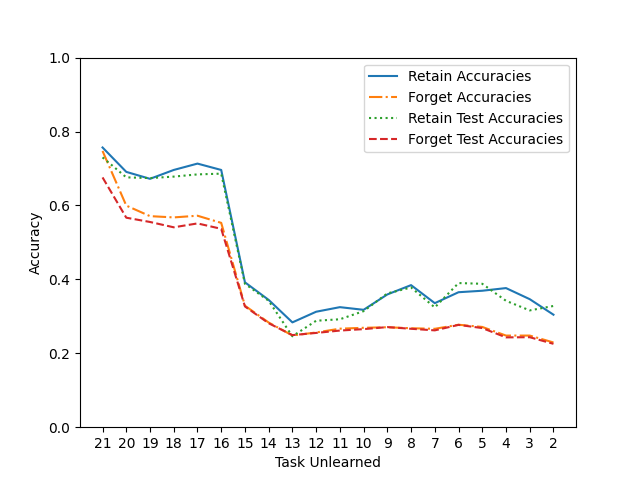 1.0
0.8
0.6
0.4
0.2
0.0
Accuracy
Retain Accuracies
Forget Accuracies
Retain Test Accuracies
Forget Test Accuracies
21 20 19 18 17 16 15 14 13 12 11 10 9 8 7 6 5 4 3 2
Task Unlearned